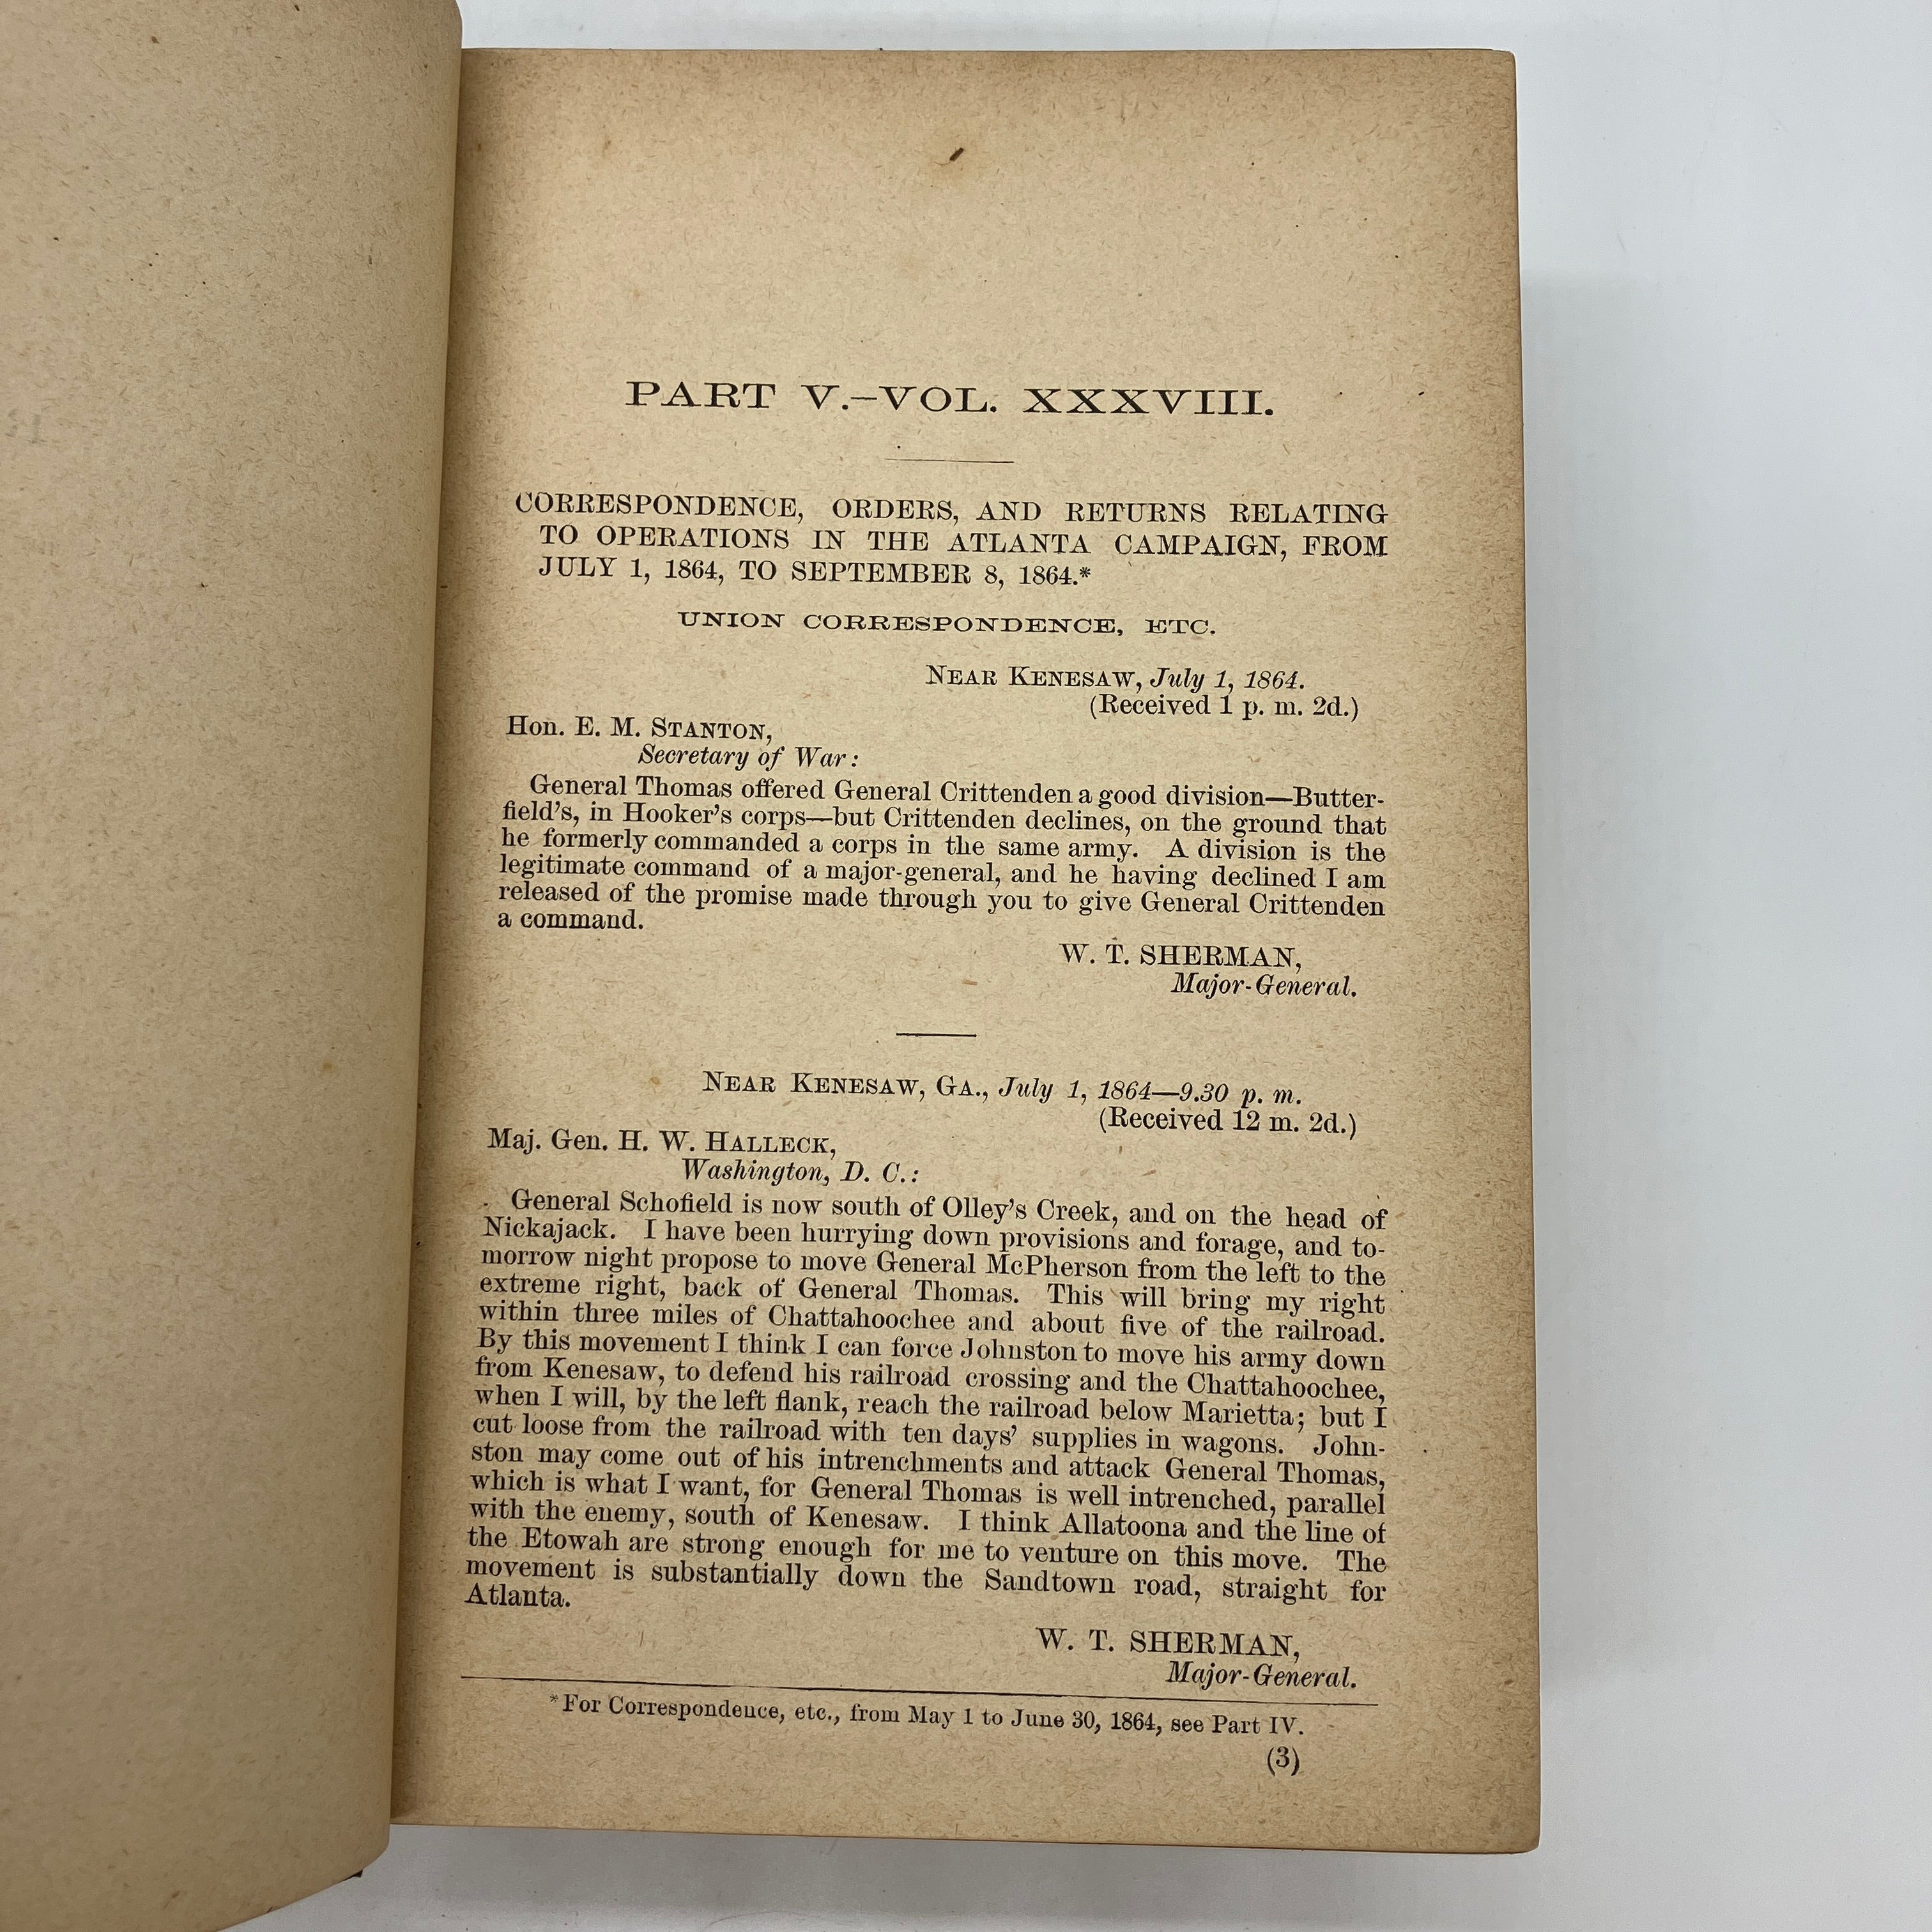 PART V.–VOL. XXXVIII.
CORRESPONDENCE, ORDERS, AND RETURNS RELATING
TO OPERATIONS IN THE ATLANTA CAMPAIGN, FROM
JULY 1, 1864, TO SEPTEMBER 8, 1864.*
UNION CORRESPONDENCE, ETC.
NEAR KENESAW, July 1, 1864.
(Received 1 p. m. 2d.)
Hon. E. M. STANTON,
Secretary of War:
General Thomas offered General Crittenden a good division—Butter-
field's, in Hooker's corps—but Crittenden declines, on the ground that
he formerly commanded a corps in the same army. A division is the
legitimate command of a major-general, and he having declined I am
released of the promise made through you to give General Crittenden
a command.
W. T. SHERMAN,
Major-General.
NEAR KENESAW, GA., July 1, 1864—9.30 p. m.
(Received 12 m. 2d.)
Maj. Gen. H. W. HALLECK,
Washington, D. C.:
General Schofield is now south of Olley's Creek, and on the head of
Nickajack. I have been hurrying down provisions and forage, and to-
morrow night propose to move General McPherson from the left to the
extreme right, back of General Thomas. This will bring my right
within three miles of Chattahoochee and about five of the railroad.
By this movement I think I can force Johnston to move his army down
from Kenesaw, to defend his railroad crossing and the Chattahoochee,
when I will, by the left flank, reach the railroad below Marietta; but I
cut loose from the railroad with ten days' supplies in wagons. John-
ston may come out of his intrenchments and attack General Thomas,
which is what I want, for General Thomas is well intrenched, parallel
with the enemy, south of Kenesaw. I think Allatoona and the line of
the Etowah are strong enough for me to venture on this move. The
movement is substantially down the Sandtown road, straight for
Atlanta.
W. T. SHERMAN,
Major-General.
*For Correspondence, etc., from May 1 to June 30, 1864, see Part IV.
(3)